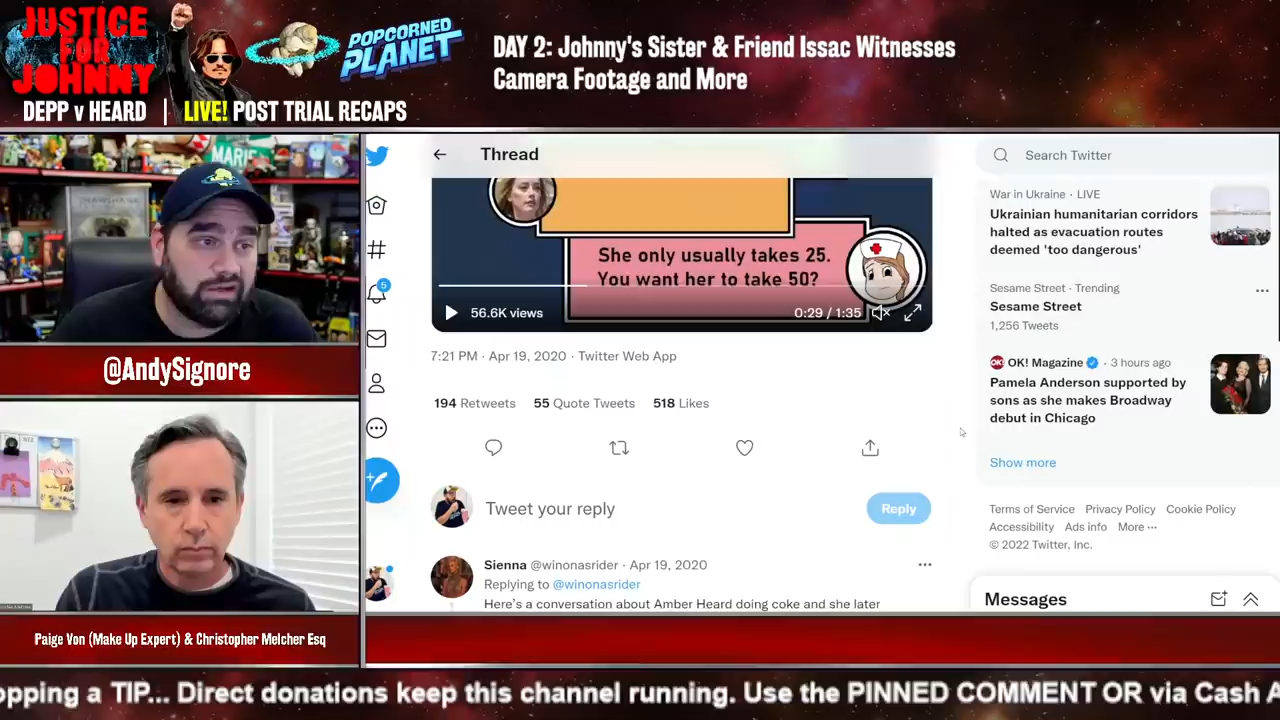 JUSTICE
FOR
JOHNNY
DEPP v HEARD | LIVE! POST TRIAL RECAPS
POPCORNED
PLANET
DAY 2: Johnny's Sister & Friend Issac Witnesses
Camera Footage and More
MARIE
@AndySignore
Paige Von (Make Up Expert) & Christopher Melcher Esq
Thread
She only usually takes 25.
You want her to take 50?
56.6K views
0:29 / 1:35
7:21 PM · Apr 19, 2020 · Twitter Web App
194 Retweets 55 Quote Tweets 518 Likes
5
Tweet your reply
Reply
Sienna @winonasrider · Apr 19, 2020
Replying to @winonasrider
Here's a conversation about Amber Heard doing coke and she later
Search Twitter
War in Ukraine · LIVE
Ukrainian humanitarian corridors
halted as evacuation routes
deemed 'too dangerous'
Sesame Street · Trending
Sesame Street
1,256 Tweets
OK! OK! Magazine · 3 hours ago
Pamela Anderson supported by
sons as she makes Broadway
debut in Chicago
Show more
Terms of Service Privacy Policy Cookie Policy
Accessibility Ads info More
© 2022 Twitter, Inc.
Messages
opping a TIP... Direct donations keep this channel running. Use the PINNED COMMENT OR via Cash A